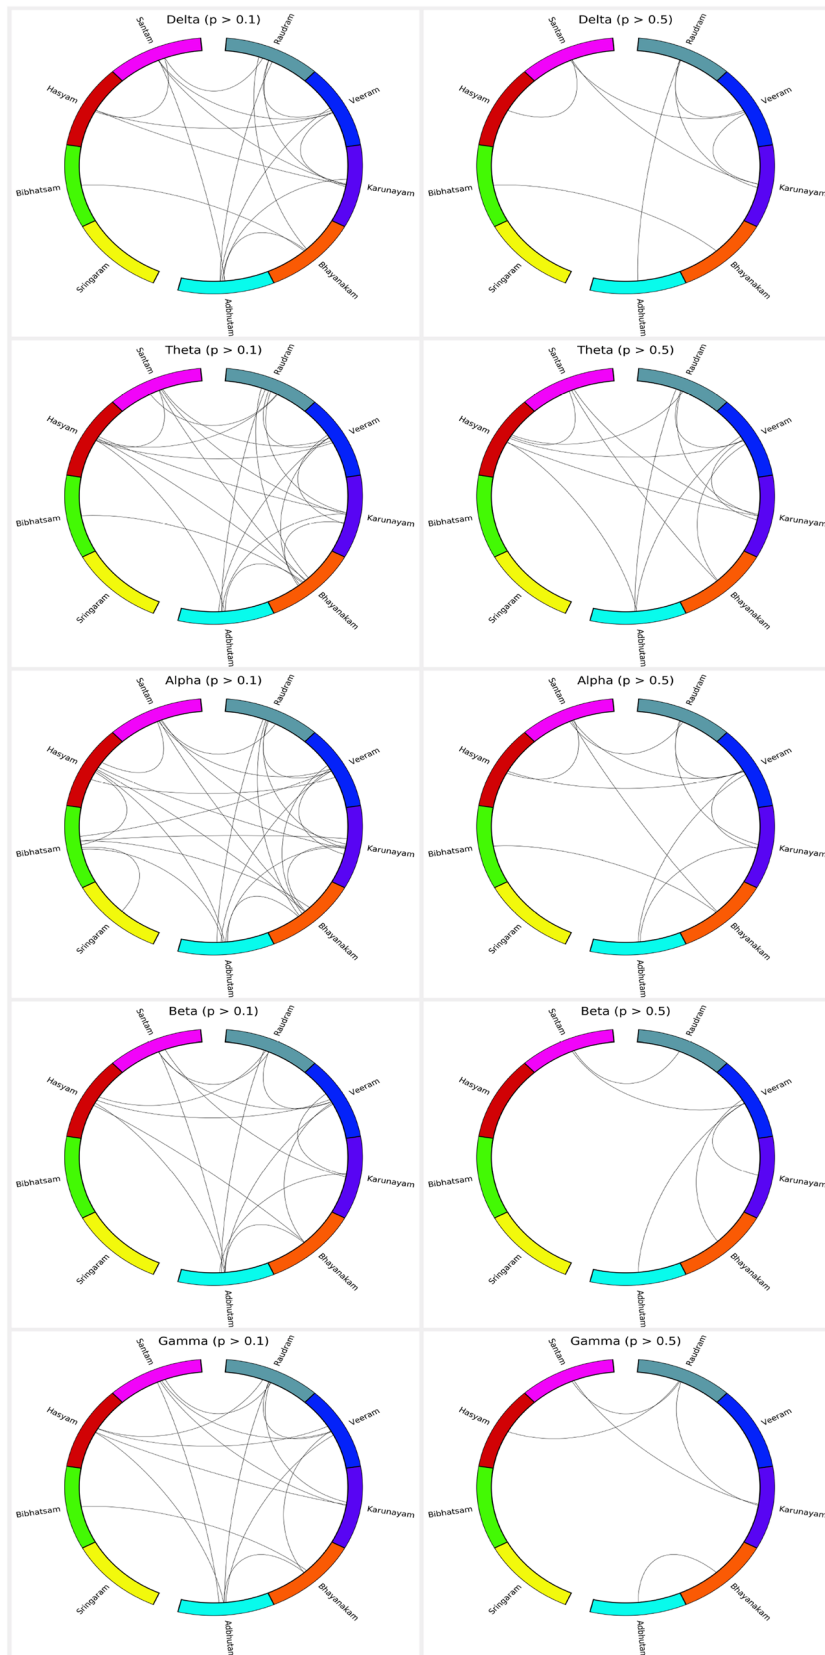 Delta (p > 0.1)
Santam
Raudram
Hasyam
Veeram
Bibhatsam
Karunayam
Sringaram
Bhayanakam
Adbhutam
Delta (p > 0.5)
Santam
Raudram
Hasyam
Veeram
Bibhatsam
Karunayam
Sringaram
Bhayanakam
Adbhutam
Theta (p > 0.1)
Santam
Raudram
Hasyam
Veeram
Bibhatsam
Karunayam
Sringaram
Bhayanakam
Adbhutam
Theta (p > 0.5)
Santam
Raudram
Hasyam
Veeram
Bibhatsam
Karunayam
Sringaram
Bhayanakam
Adbhutam
Alpha (p > 0.1)
Santam
Raudram
Hasyam
Veeram
Bibhatsam
Karunayam
Sringaram
Bhayanakam
Adbhutam
Alpha (p > 0.5)
Santam
Raudram
Hasyam
Veeram
Bibhatsam
Karunayam
Sringaram
Bhayanakam
Adbhutam
Beta (p > 0.1)
Santam
Raudram
Hasyam
Veeram
Bibhatsam
Karunayam
Sringaram
Bhayanakam
Adbhutam
Beta (p > 0.5)
Santam
Raudram
Hasyam
Veeram
Bibhatsam
Karunayam
Sringaram
Bhayanakam
Adbhutam
Gamma (p > 0.1)
Santam
Raudram
Hasyam
Veeram
Bibhatsam
Karunayam
Sringaram
Bhayanakam
Adbhutam
Gamma (p > 0.5)
Santam
Raudram
Hasyam
Veeram
Bibhatsam
Karunayam
Sringaram
Bhayanakam
Adbhutam